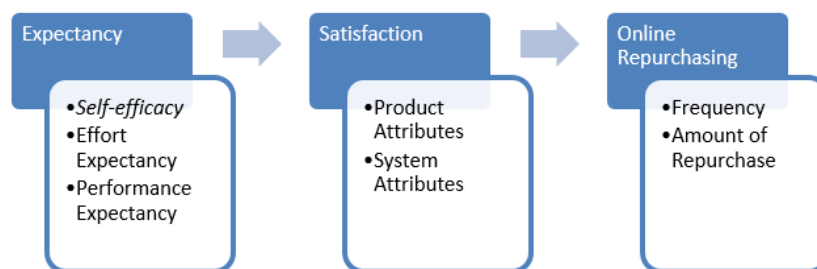 Expectancy
•Self-efficacy
•Effort
Expectancy
•Performance
Expectancy
Satisfaction
•Product
Attributes
•System
Attributes
Online
Repurchasing
•Frequency
•Amount of
Repurchase